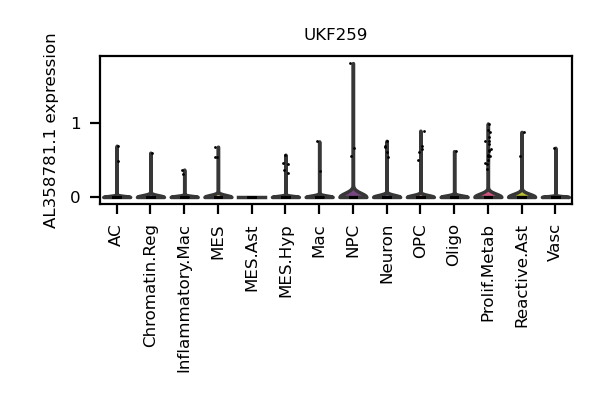 UKF259
AL358781.1 expression
1
0
AC
Chromatin.Reg
Inflammatory.Mac
MES
MES.Ast
MES.Hyp
Mac
NPC
Neuron
OPC
Oligo
Prolif.Metab
Reactive.Ast
Vasc